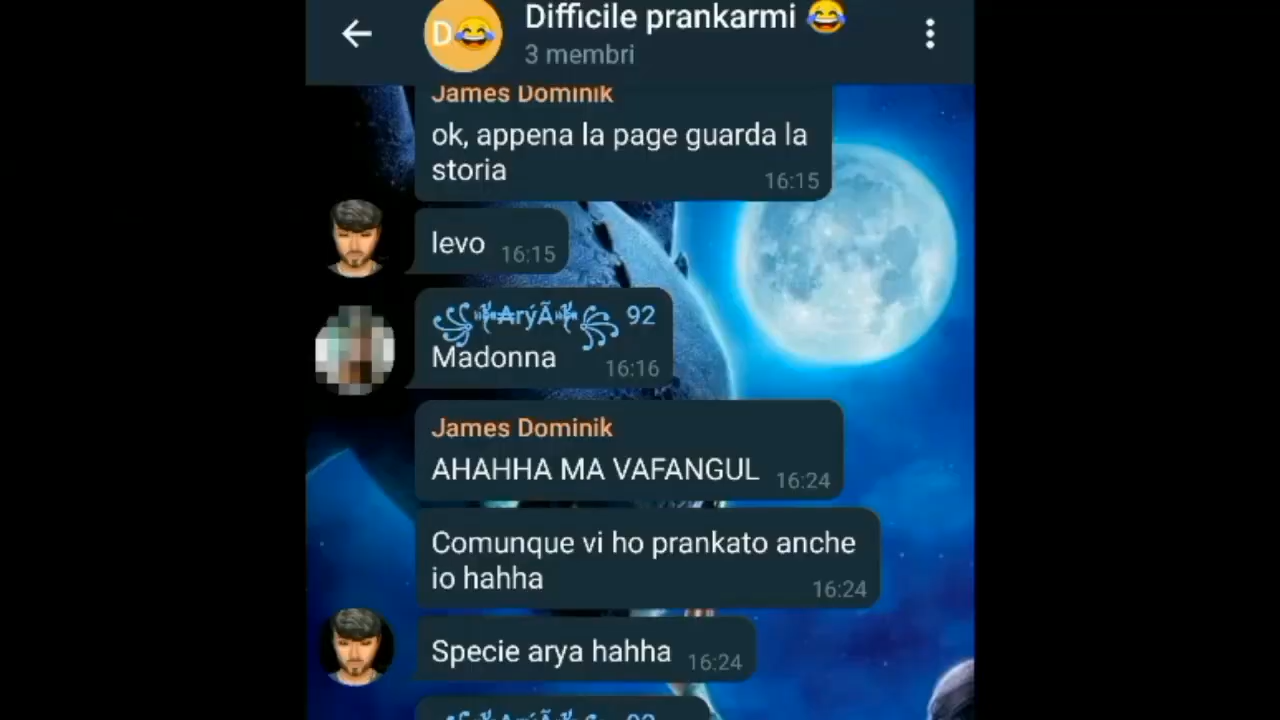 Difficile prankarmi 😂
D😂
3 membri
James Dominik
ok, appena la page guarda la
storia
16:15
levo 16:15
꧁༒₳rýÃ༒꧂ 92
Madonna 16:16
James Dominik
AHAHHA MA VAFANGUL 16:24
Comunque vi ho prankato anche
io hahha
16:24
Specie arya hahha 16:24